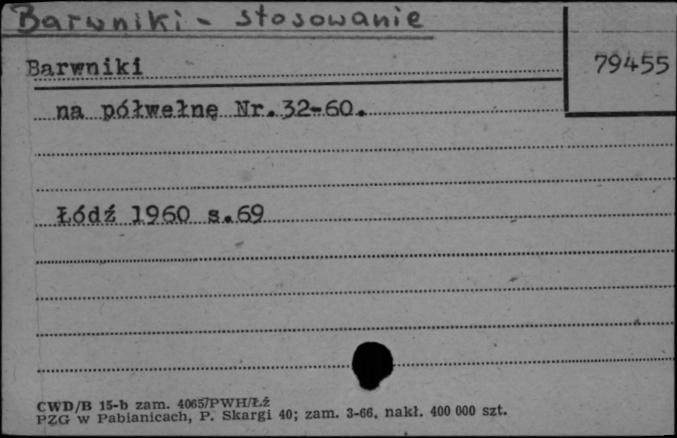 Barwniki - stosowanie
Barwniki
79455
na półwełnę Nr. 32-60.
Łódź 1960 s. 69
CWD/B 15-b zam. 4065/PWH/Łź
PZG w Pabianicach, P. Skargi 40; zam. 3-66, nakł. 400 000 szt.